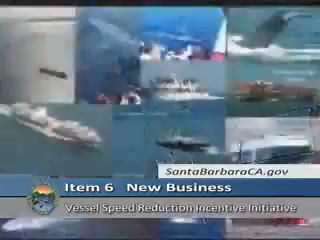 SantaBarbaraCA.gov
Item 6 New Business
Vessel Speed Reduction Incentive Initiative